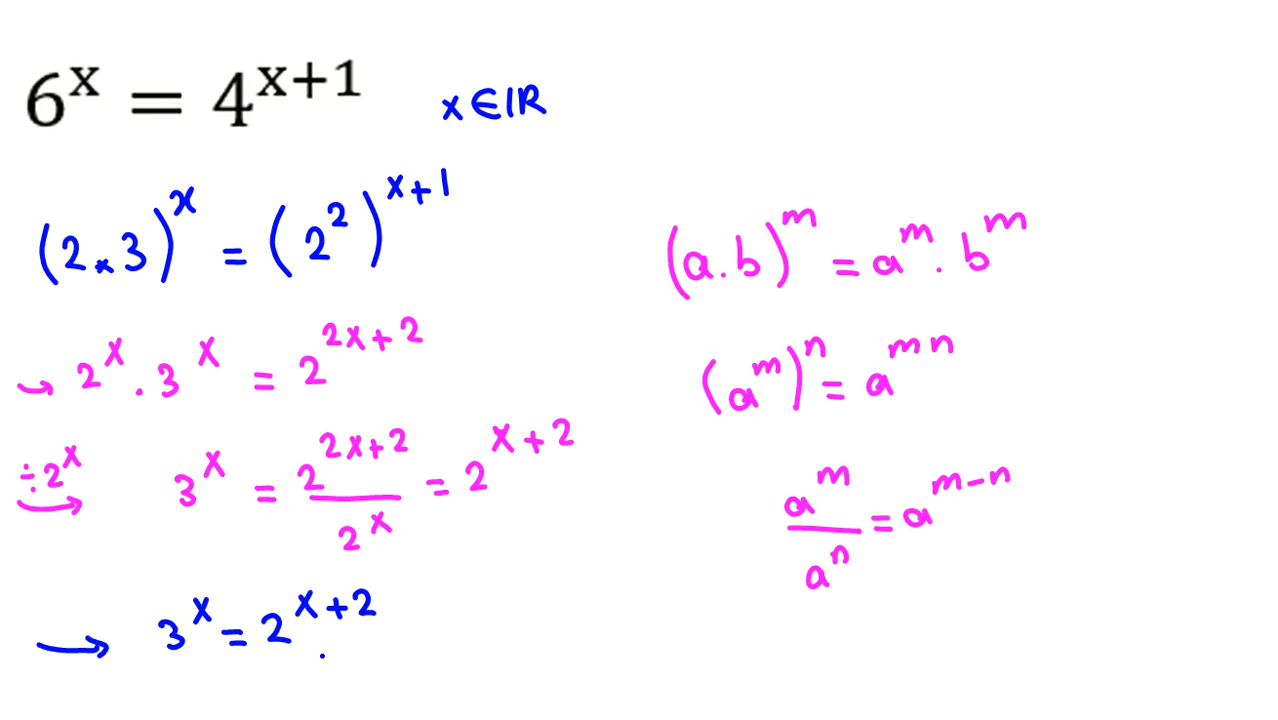 6^x = 4^(x+1) x ∈ ℝ
(2 × 3)^x = (2^2)^(x+1)
→ 2^x . 3^x = 2^(2x+2)
÷2^x → 3^x = 2^(2x+2) / 2^x = 2^(x+2)
→ 3^x = 2^(x+2)
(a.b)^m = a^m . b^m
(a^m)^n = a^(mn)
a^m / a^n = a^(m-n)